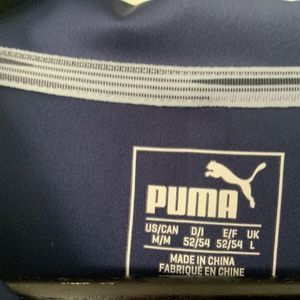 PUMA
US/CAN D/I E/F UK
M/M 52/54 52/54 L
MADE IN CHINA
FABRIQUÉ EN CHINE